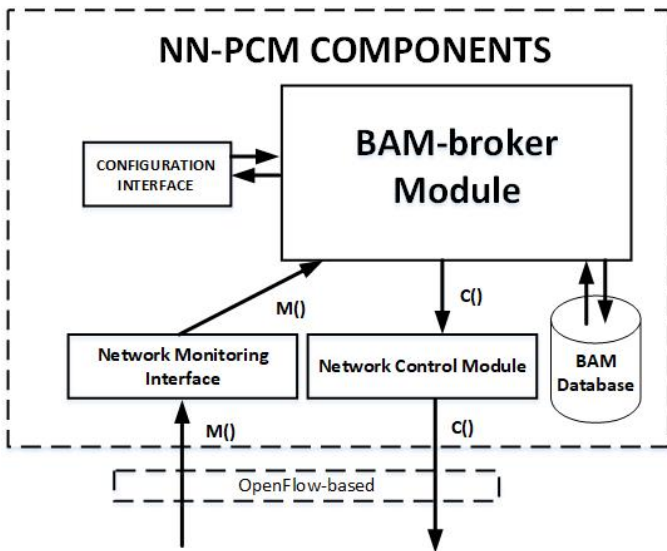 NN-PCM COMPONENTS
BAM-broker
Module
CONFIGURATION
INTERFACE
M()
C()
Network Monitoring
Interface
Network Control Module
BAM
Database
M()
C()
OpenFlow-based